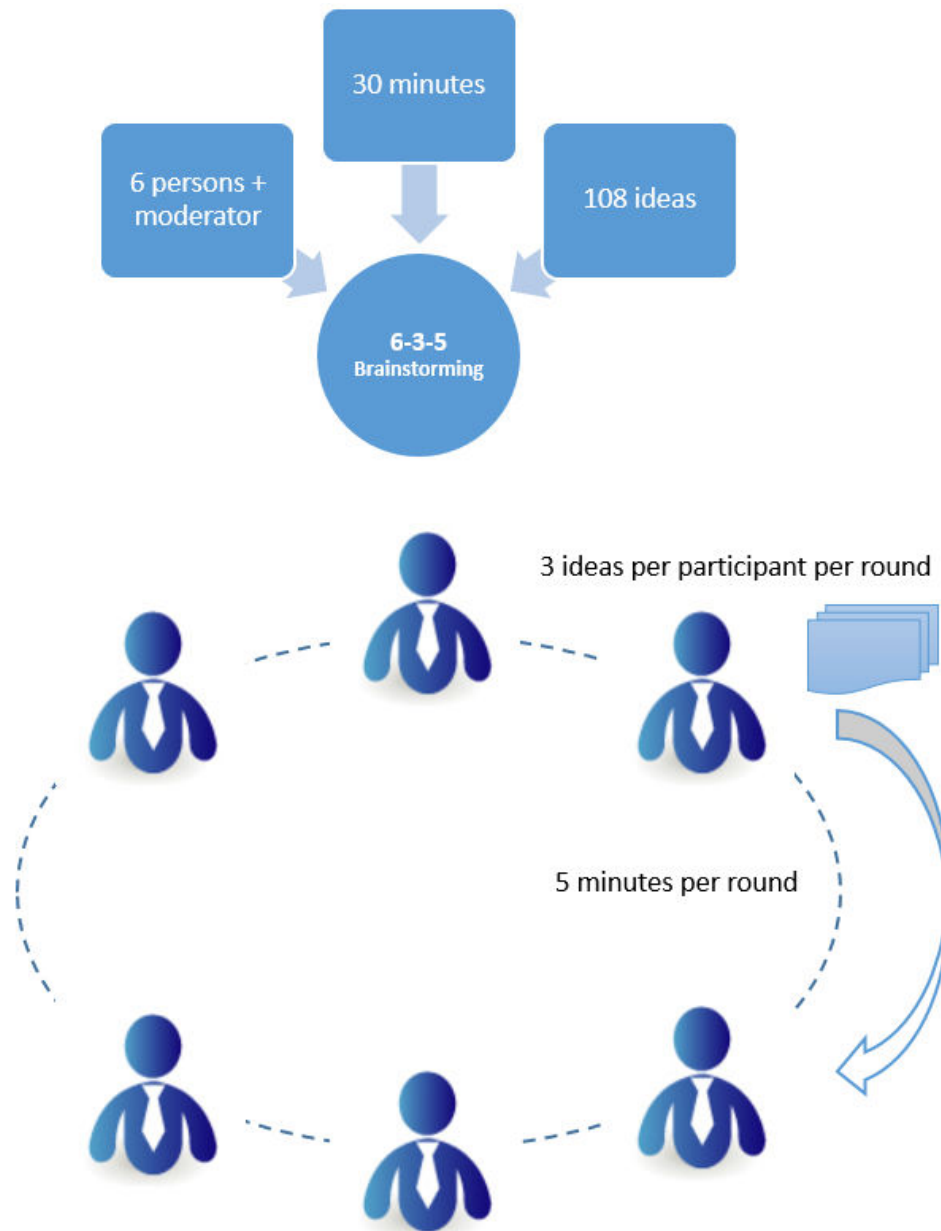 30 minutes
6 persons +
moderator
108 ideas
6-3-5
Brainstorming
3 ideas per participant per round
5 minutes per round